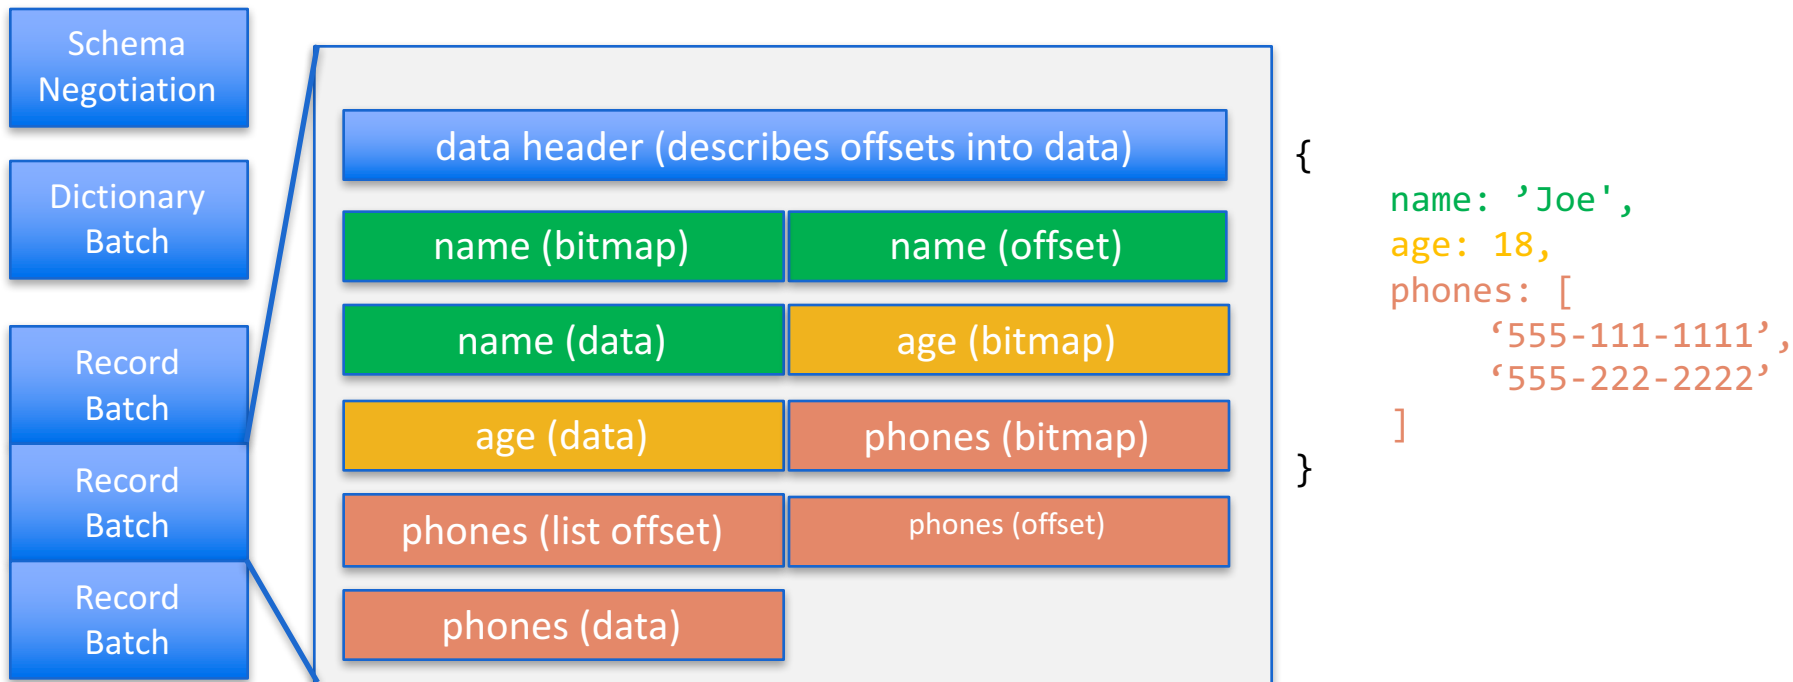 Schema
Negotiation
Dictionary
Batch
Record
Batch
Record
Batch
Record
Batch
data header (describes offsets into data)
name (bitmap)
name (offset)
name (data)
age (bitmap)
age (data)
phones (bitmap)
phones (list offset)
phones (offset)
phones (data)
{
name: ’Joe',
age: 18,
phones: [
‘555-111-1111’,
‘555-222-2222’
]
}